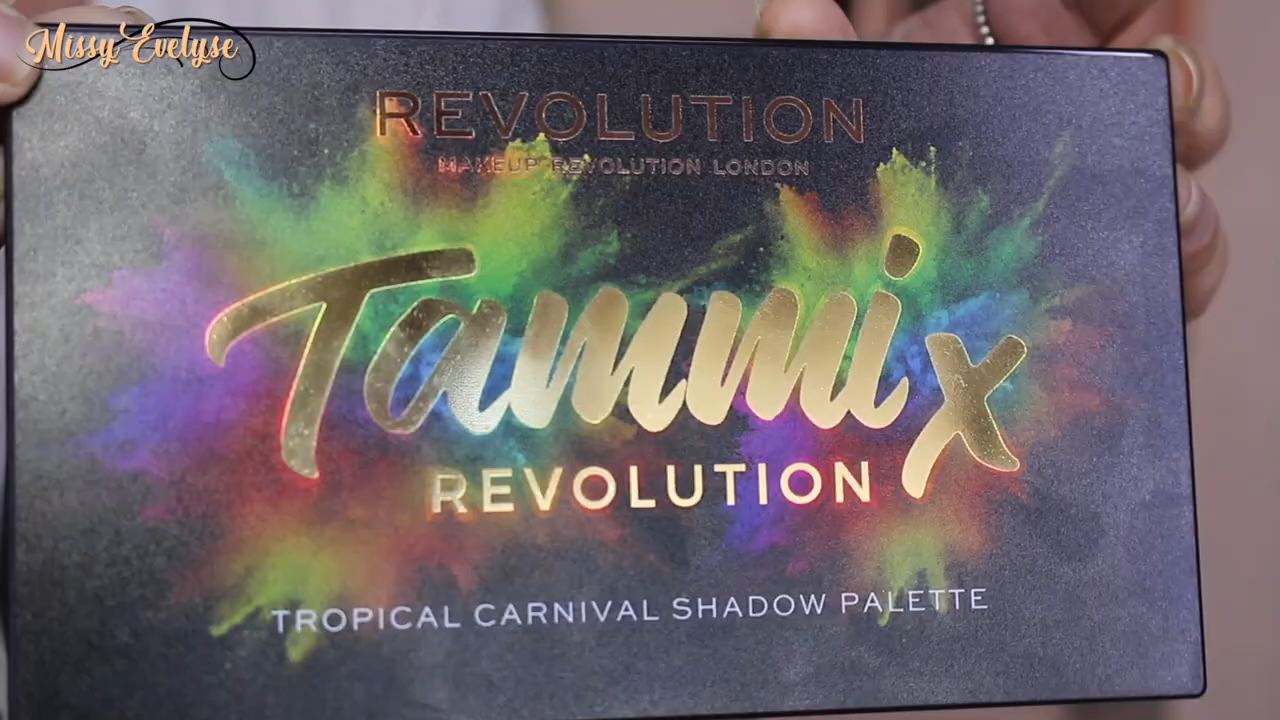 Missy Evelyse
REVOLUTION
MAKEUP REVOLUTION LONDON
Tammi x
REVOLUTION
TROPICAL CARNIVAL SHADOW PALETTE